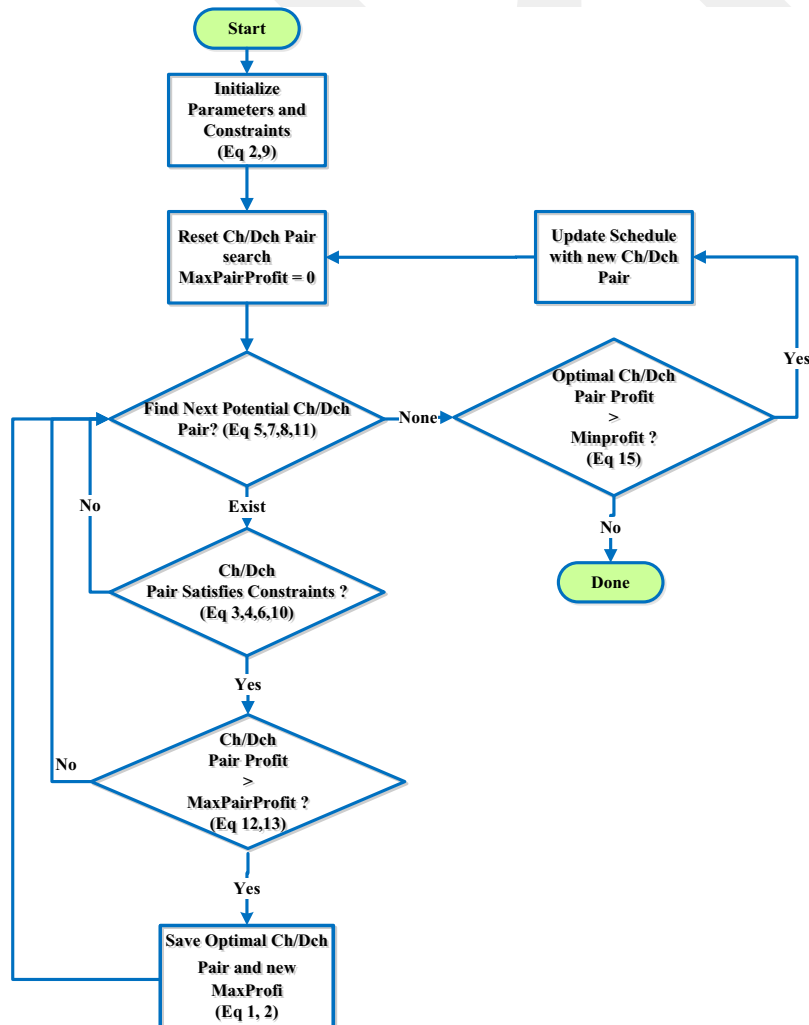 Start
Initialize
Parameters and
Constraints
(Eq 2,9)
Reset Ch/Dch Pair
search
MaxPairProfit = 0
Update Schedule
with new Ch/Dch
Pair
Yes
Find Next Potential Ch/Dch
Pair? (Eq 5,7,8,11)
None
Optimal Ch/Dch
Pair Profit
>
Minprofit ?
(Eq 15)
No
Exist
No
Done
Ch/Dch
Pair Satisfies Constraints ?
(Eq 3,4,6,10)
Yes
No
Ch/Dch
Pair Profit
>
MaxPairProfit ?
(Eq 12,13)
Yes
Save Optimal Ch/Dch
Pair and new
MaxProfi
(Eq 1, 2)